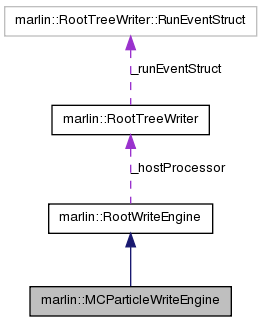 marlin::RootTreeWriter::RunEventStruct
_runEventStruct
marlin::RootTreeWriter
_hostProcessor
marlin::RootWriteEngine
marlin::MCParticleWriteEngine